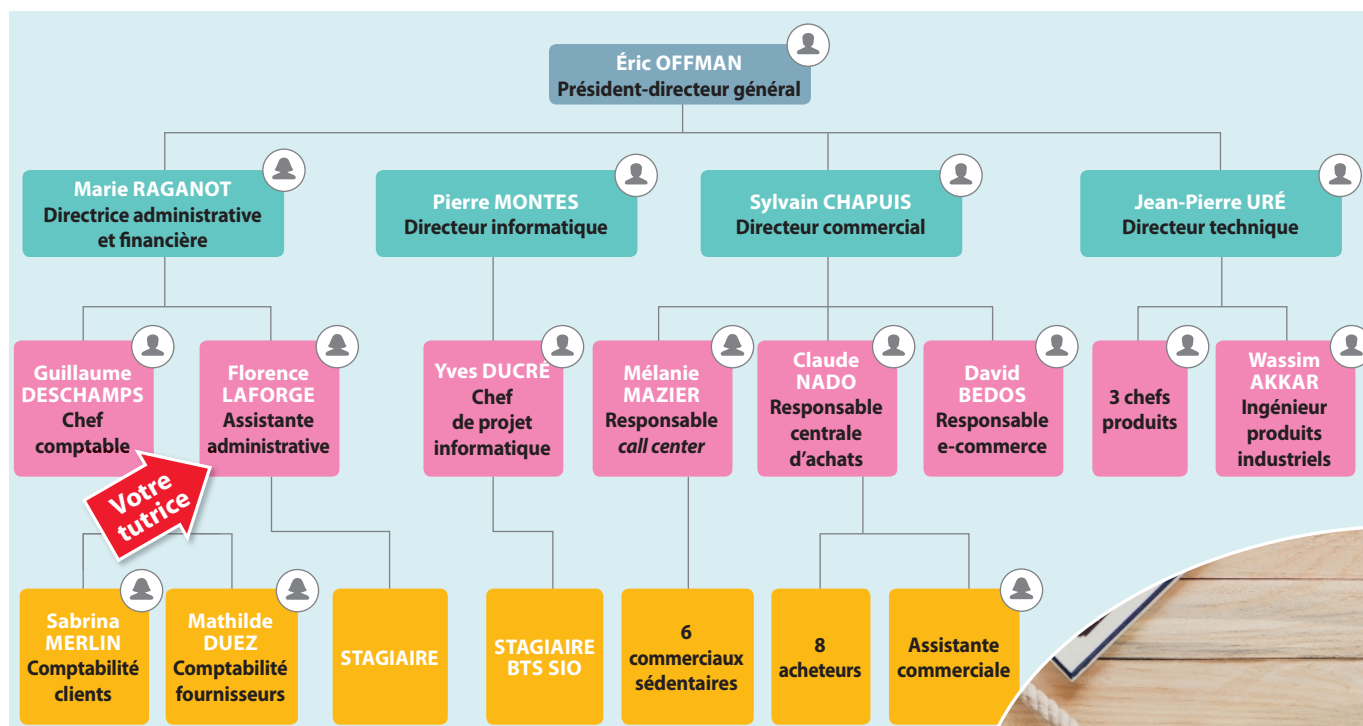 Éric OFFMAN
Président-directeur général
Marie RAGANOT
Directrice administrative
et financière
Pierre MONTES
Directeur informatique
Sylvain CHAPUIS
Directeur commercial
Jean-Pierre URÉ
Directeur technique
Guillaume
DESCHAMPS
Chef
comptable
Florence
LAFORGE
Assistante
administrative
Yves DUCRÉ
Chef
de projet
informatique
Mélanie
MAZIER
Responsable
call center
Claude
NADO
Responsable
centrale
d'achats
David
BEDOS
Responsable
e-commerce
3 chefs
produits
Wassim
AKKAR
Ingénieur
produits
industriels
Votre
tutrice
Sabrina
MERLIN
Comptabilité
clients
Mathilde
DUEZ
Comptabilité
fournisseurs
STAGIAIRE
STAGIAIRE
BTS SIO
6
commerciaux
sédentaires
8
acheteurs
Assistante
commerciale